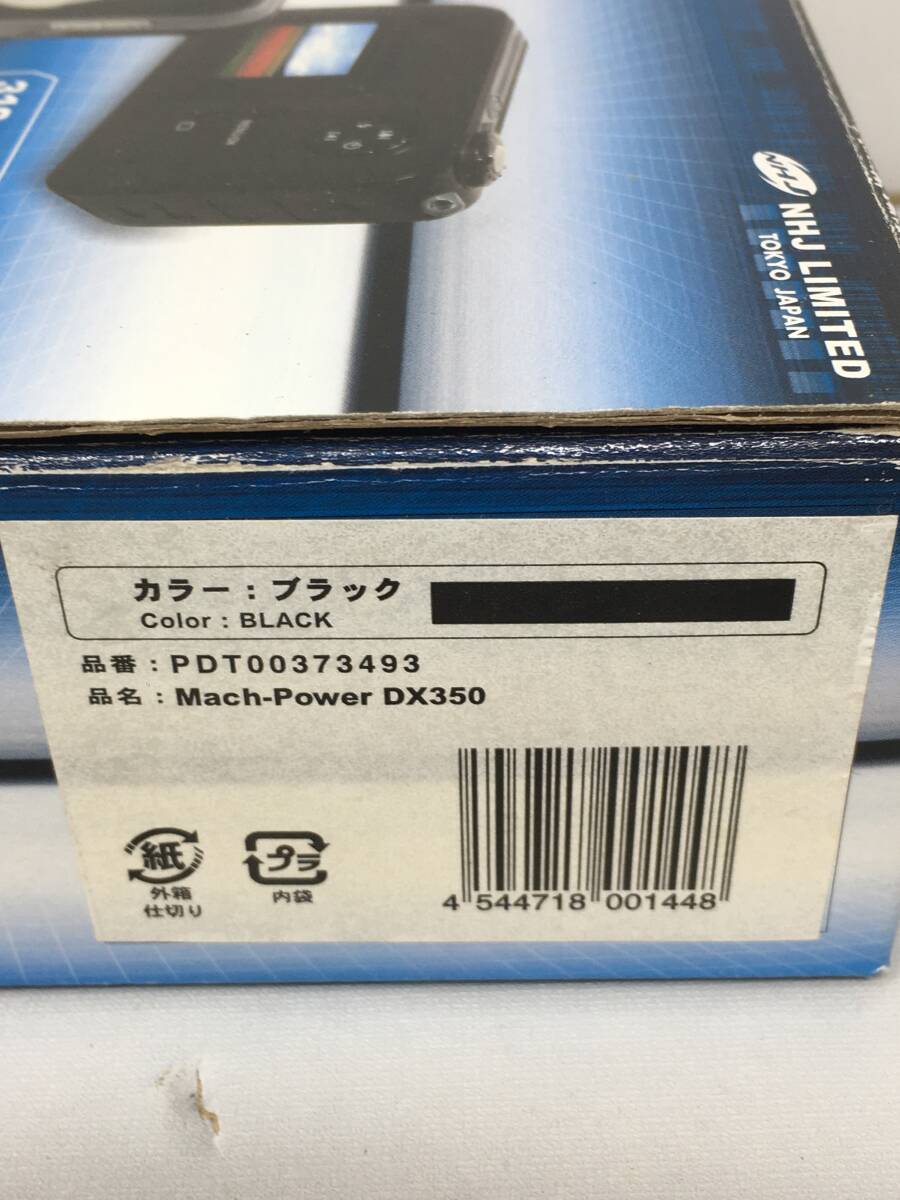 NHJ
NHJ LIMITED
TOKYO JAPAN
カラー : ブラック
Color : BLACK
品番 : PDT00373493
品名 : Mach-Power DX350
紙
外箱
仕切り
プラ
内袋
4 544718 001448